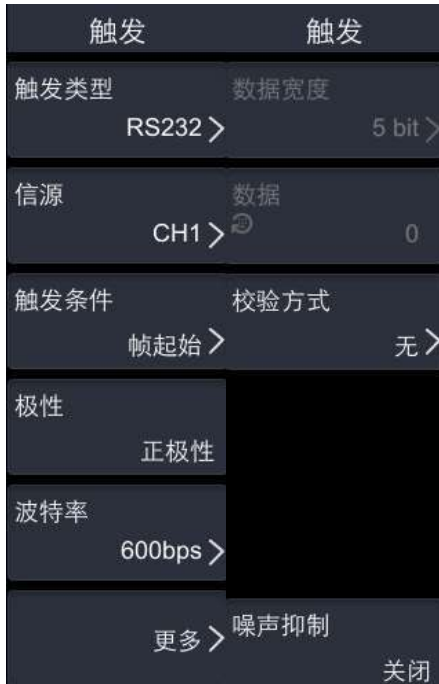 触发
触发类型
RS232
信源
CH1
触发条件
帧起始
极性
正极性
波特率
600bps
更多
触发
数据宽度
5 bit
数据
0
校验方式
无
噪声抑制
关闭